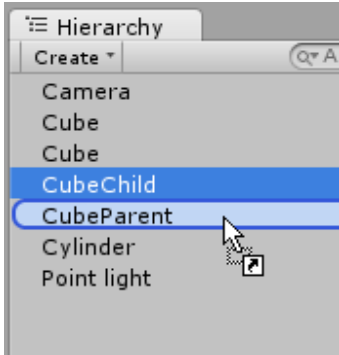 Hierarchy
Create
A
Camera
Cube
Cube
CubeChild
CubeParent
Cylinder
Point light